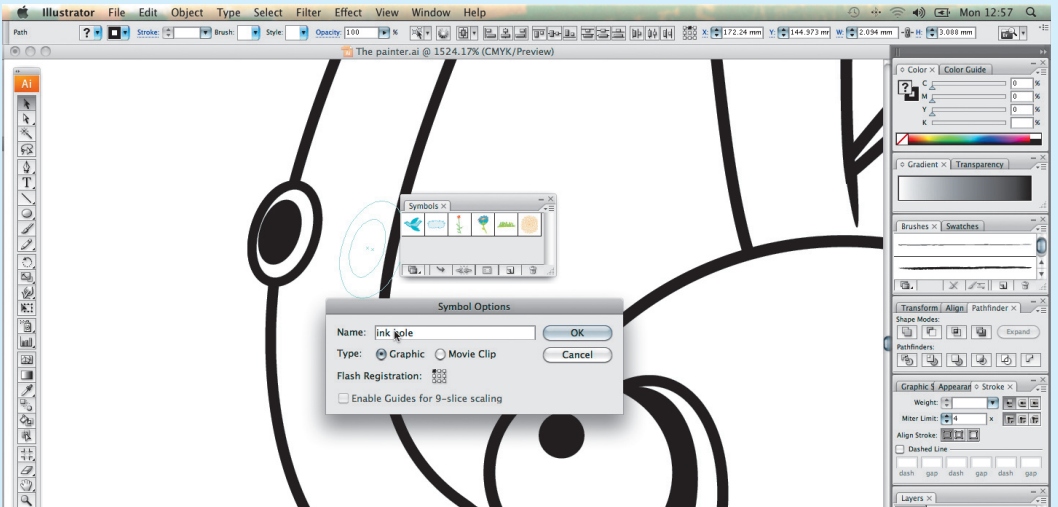 Illustrator File Edit Object Type Select Filter Effect View Window Help Mon 12:57
Path ? Stroke: Brush: Style: Opacity: 100 % X: 172.24 mm Y: 144.973 mm W: 2.094 mm H: 3.088 mm
The painter.ai @ 1524.17% (CMYK/Preview)
Ai
T
Color × Color Guide
?
C 0 %
M 0 %
Y 0 %
K %
Gradient × Transparency
Symbols ×
Brushes × Swatches
Symbol Options
Name: ink hole OK
Type: Graphic Movie Clip Cancel
Flash Registration:
Enable Guides for 9-slice scaling
Transform Align Pathfinder ×
Shape Modes:
Expand
Pathfinders:
Graphic S Appearan Stroke ×
Weight:
Miter Limit: 4 x
Align Stroke:
Dashed Line
dash gap dash gap dash gap
Layers ×